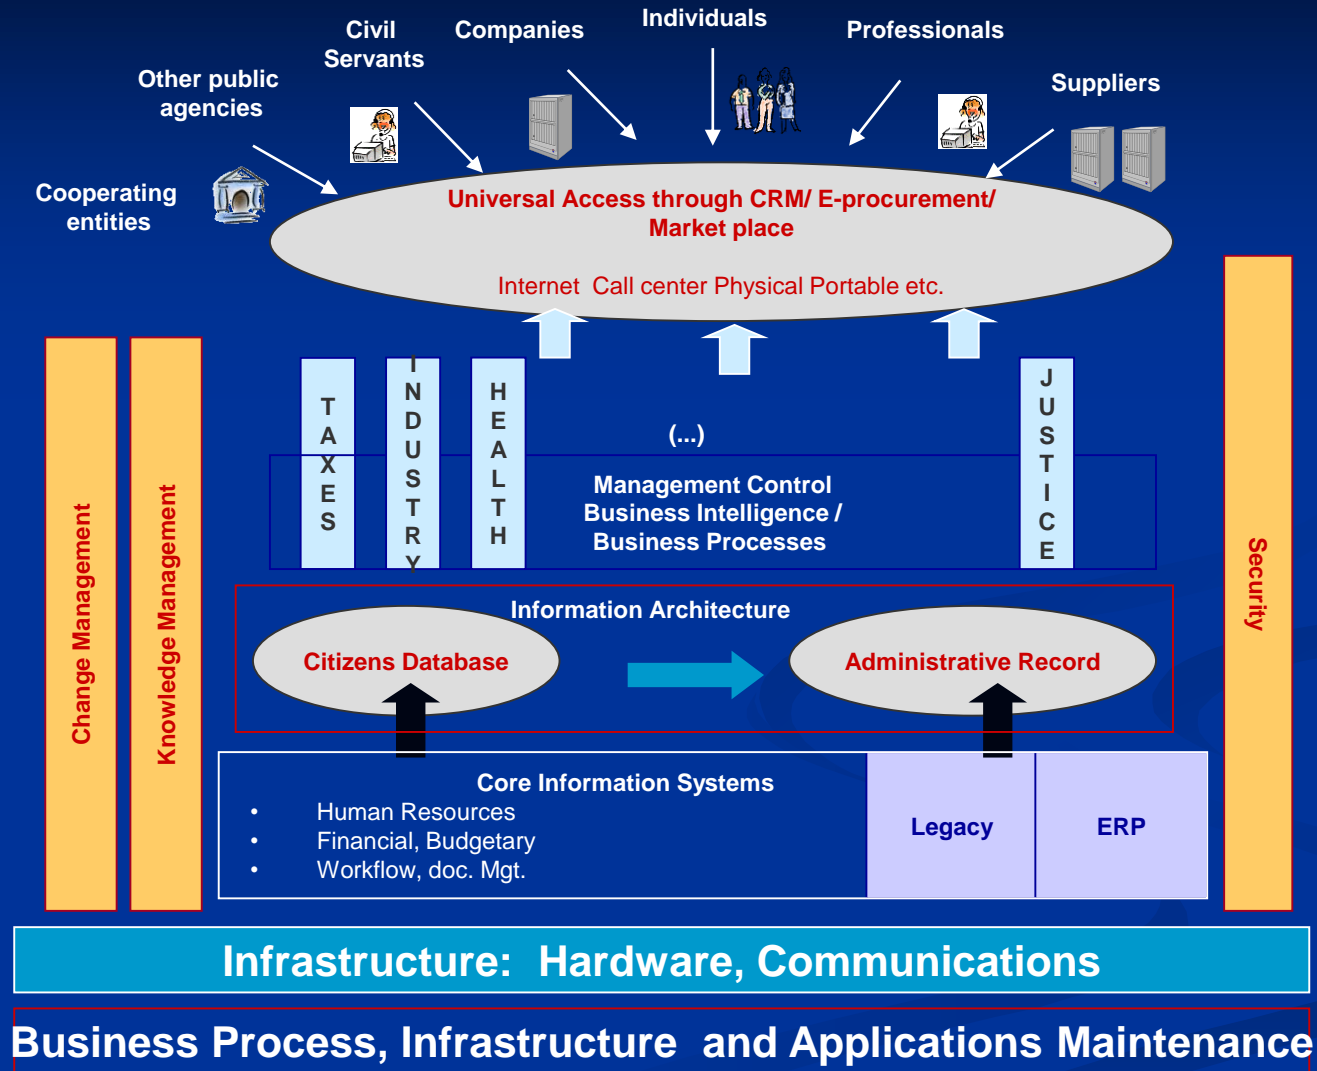 Individuals
Civil
Servants
Companies
Professionals
Other public
agencies
Suppliers
Cooperating
entities
Universal Access through CRM/ E-procurement/
Market place
Internet  Call center Physical Portable etc.
TAXES
INDUSTRY
HEALTH
(...)
JUSTICE
Management Control
Business Intelligence /
Business Processes
Change Management
Knowledge Management
Security
Information Architecture
Citizens Database
Administrative Record
Core Information Systems
• Human Resources
• Financial, Budgetary
• Workflow, doc. Mgt.
Legacy
ERP
Infrastructure:  Hardware, Communications
Business Process, Infrastructure  and Applications Maintenance